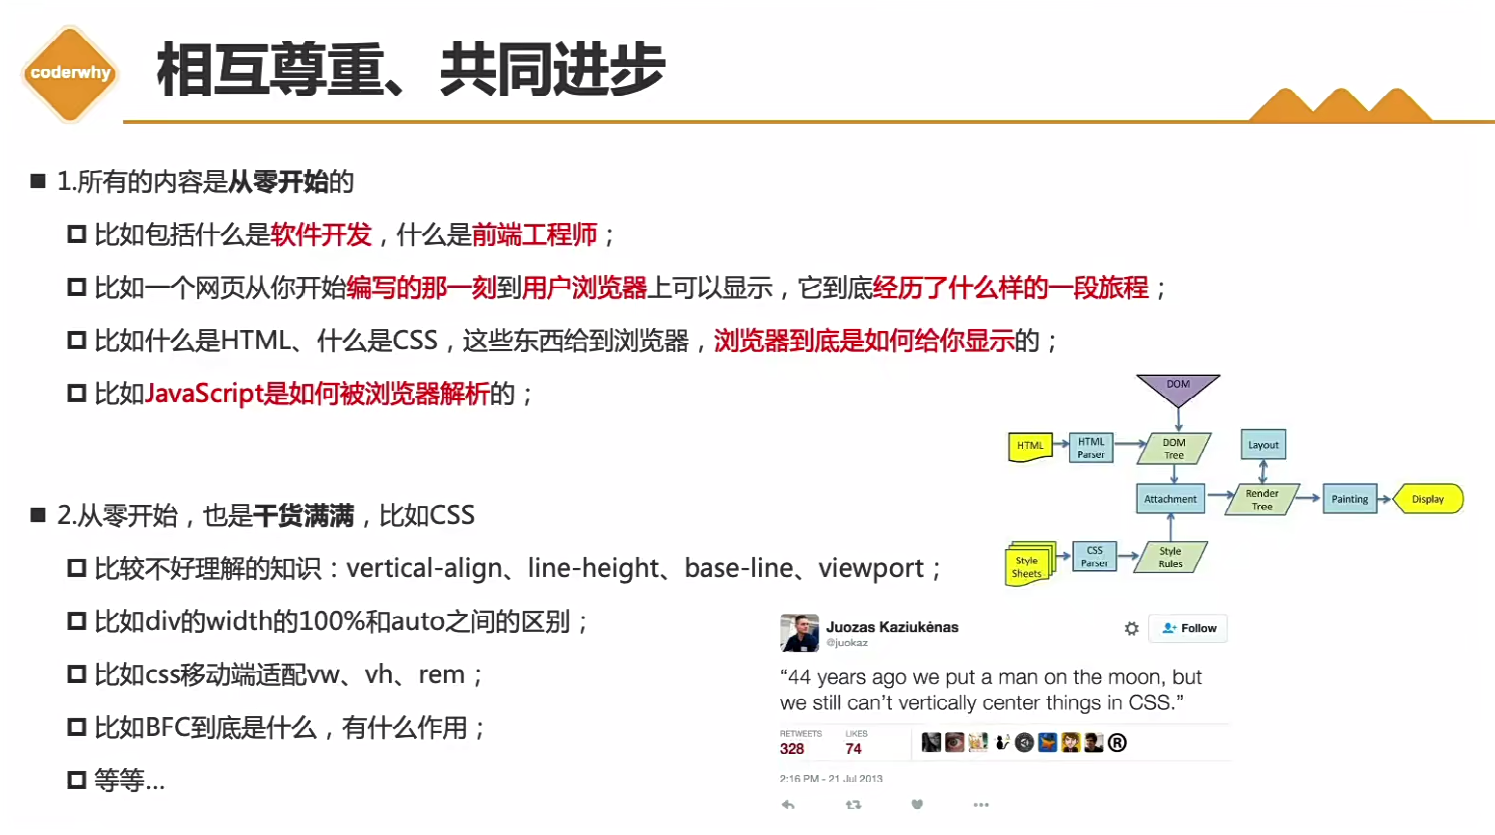 coderwhy
相互尊重、共同进步
1.所有的内容是从零开始的
比如包括什么是软件开发，什么是前端工程师；
比如一个网页从你开始编写的那一刻到用户浏览器上可以显示，它到底经历了什么样的一段旅程；
比如什么是HTML、什么是CSS，这些东西给到浏览器，浏览器到底是如何给你显示的；
比如JavaScript是如何被浏览器解析的；
DOM
HTML
HTML
Parser
DOM
Tree
Layout
Attachment
Render
Tree
Painting
Display
Style
Sheets
CSS
Parser
Style
Rules
2.从零开始，也是干货满满，比如CSS
比较不好理解的知识：vertical-align、line-height、base-line、viewport；
比如div的width的100%和auto之间的区别；
比如css移动端适配vw、vh、rem；
比如BFC到底是什么，有什么作用；
等等...
Juozas Kaziukėnas
@juokaz
Follow
“44 years ago we put a man on the moon, but
we still can't vertically center things in CSS.”
RETWEETS LIKES
328 74
2:16 PM - 21 Jul 2013